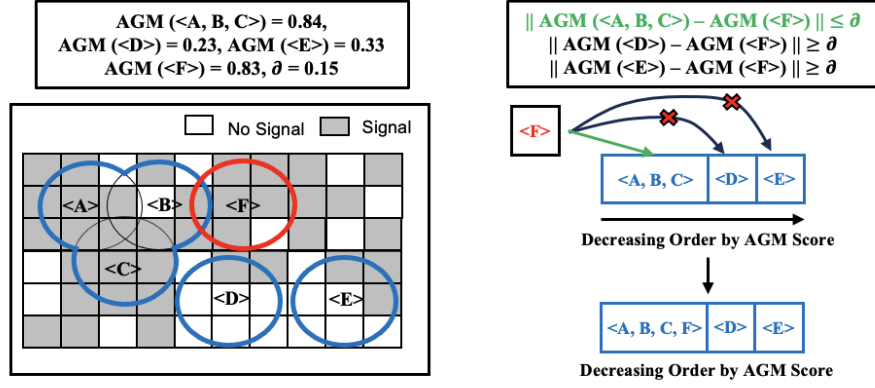 AGM (<A, B, C>) = 0.84,
AGM (<D>) = 0.23, AGM (<E>) = 0.33
AGM (<F>) = 0.83, ∂ = 0.15
No Signal
Signal
<A>
<B>
<F>
<C>
<D>
<E>
|| AGM (<A, B, C>) – AGM (<F>) || ≤ ∂
|| AGM (<D>) – AGM (<F>) || ≥ ∂
|| AGM (<E>) – AGM (<F>) || ≥ ∂
<F>
<A, B, C> <D> <E>
Decreasing Order by AGM Score
<A, B, C, F> <D> <E>
Decreasing Order by AGM Score